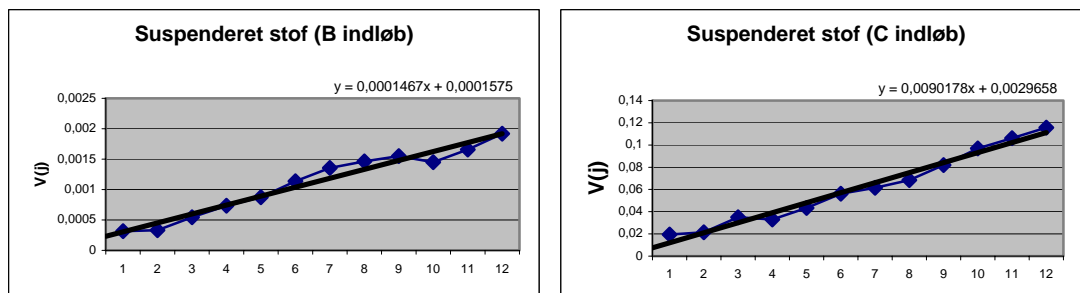 Suspenderet stof (B indløb)
y = 0,0001467x + 0,0001575
0,0025
0,002
0,0015
0,001
0,0005
0
V(j)
1 2 3 4 5 6 7 8 9 10 11 12
Suspenderet stof (C indløb)
y = 0,0090178x + 0,0029658
0,14
0,12
0,1
0,08
0,06
0,04
0,02
0
V(j)
1 2 3 4 5 6 7 8 9 10 11 12